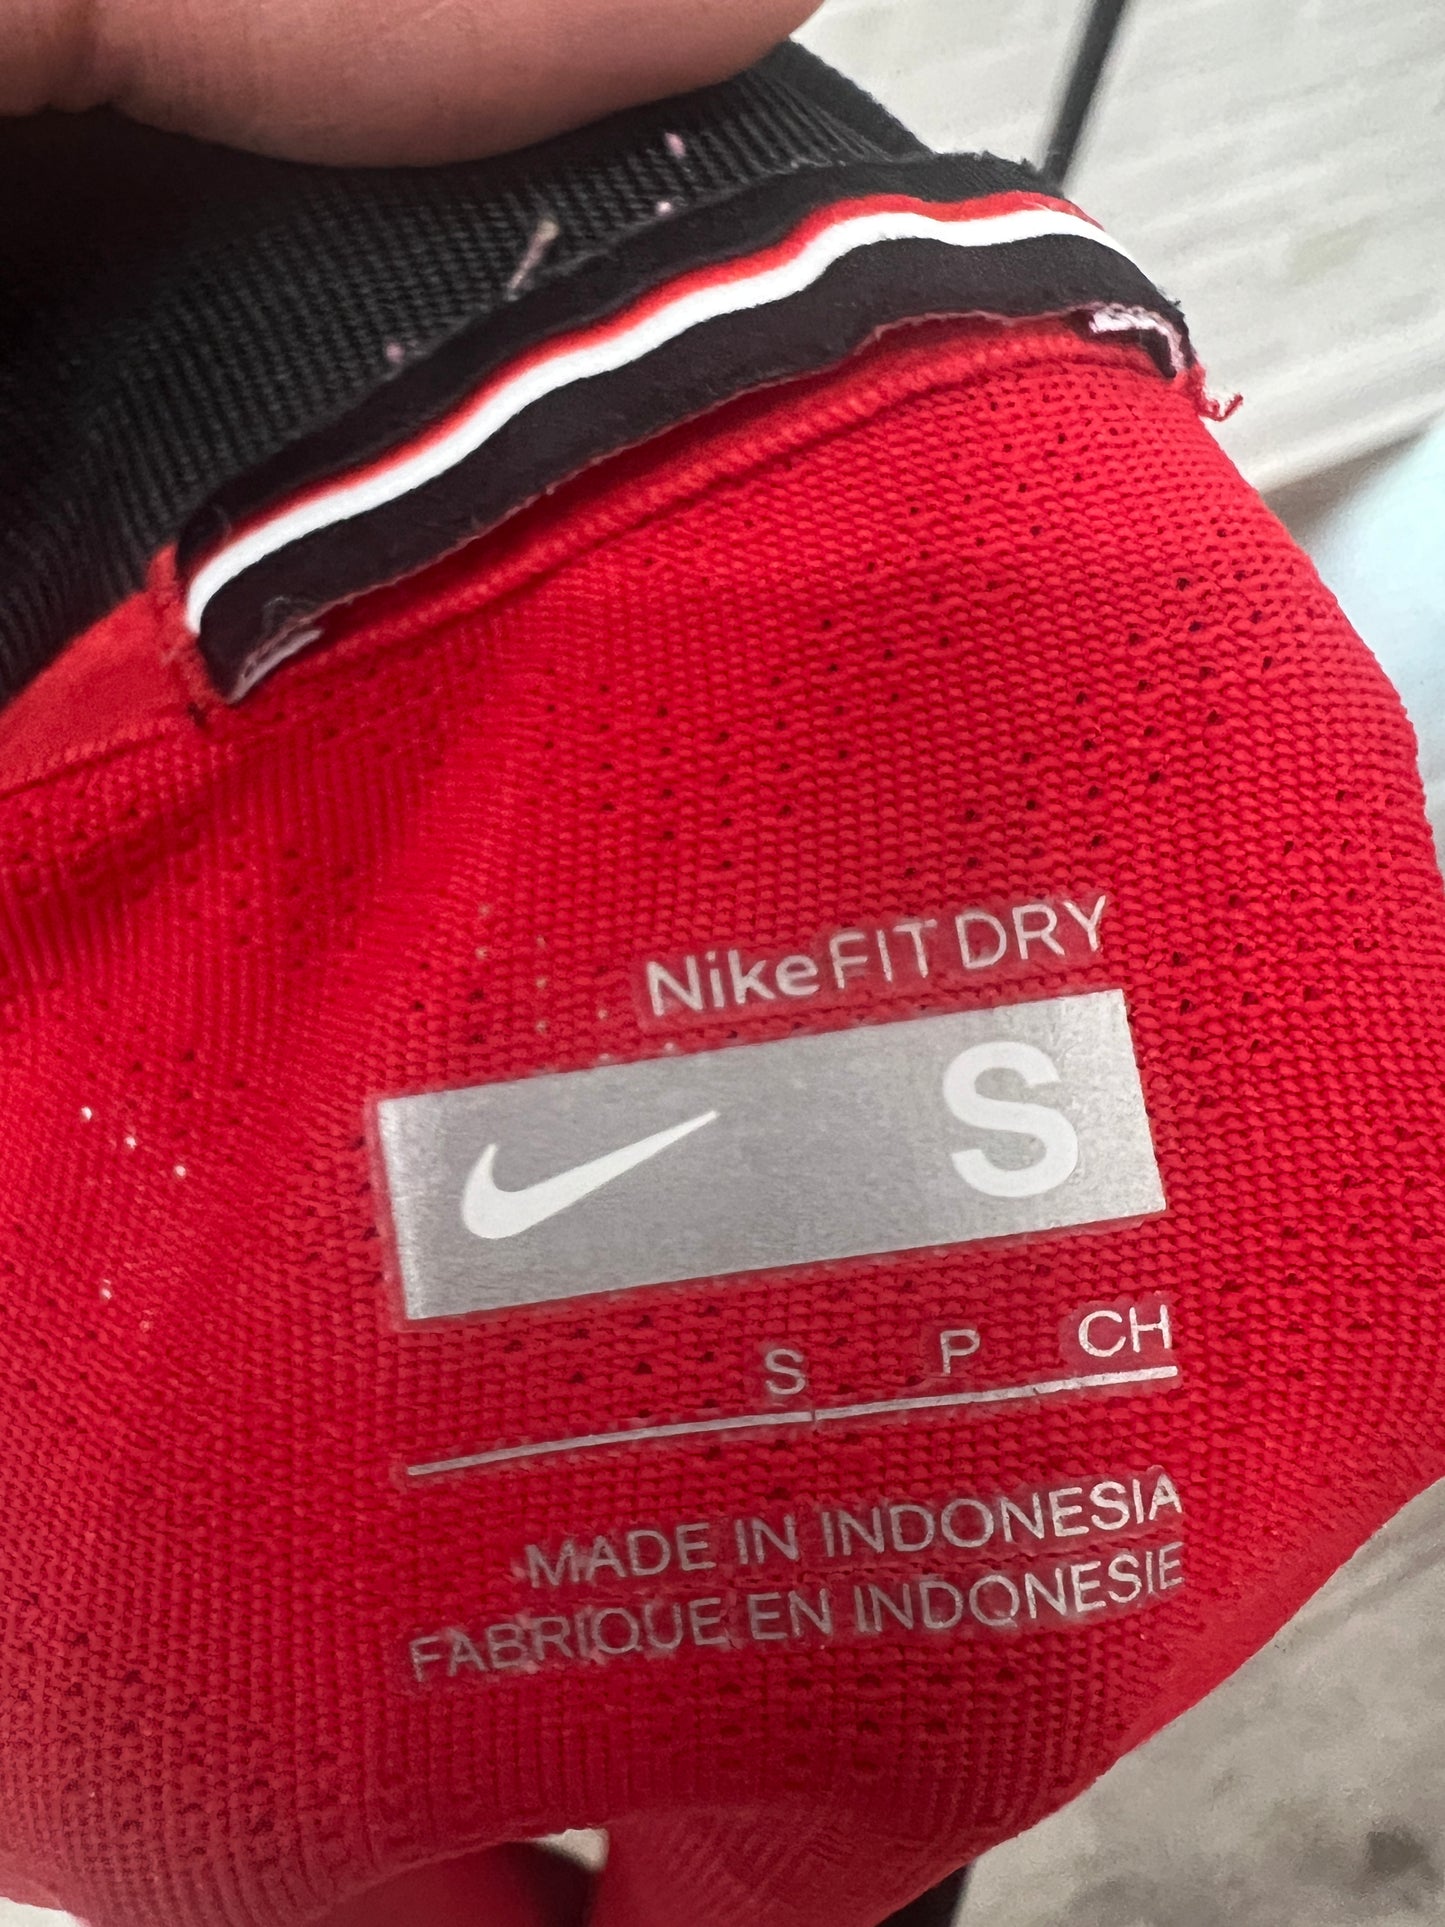 NikeFIT DRY
S
S P CH
MADE IN INDONESIA
FABRIQUE EN INDONESIE